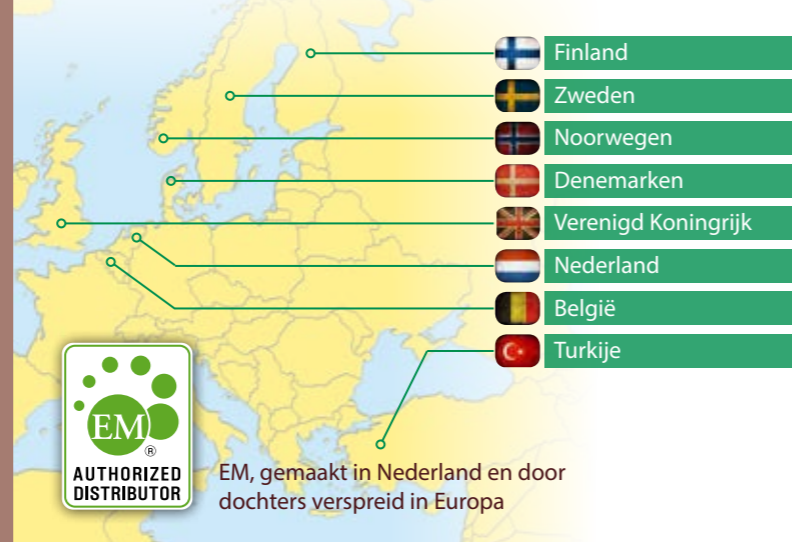 Finland
Zweden
Noorwegen
Denemarken
Verenigd Koningrijk
Nederland
België
Turkije
EM®
AUTHORIZED
DISTRIBUTOR
EM, gemaakt in Nederland en door
dochters verspreid in Europa